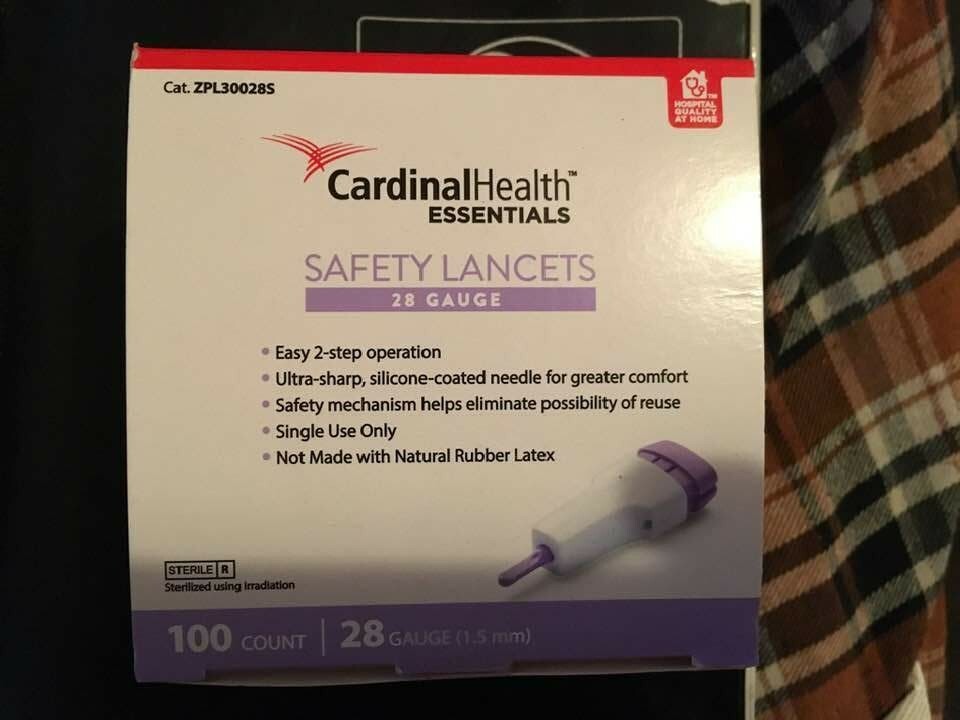 Cat. ZPL30028S
HOSPITAL
QUALITY
AT HOME
TM
CardinalHealth™
ESSENTIALS
SAFETY LANCETS
28 GAUGE
• Easy 2-step operation
• Ultra-sharp, silicone-coated needle for greater comfort
• Safety mechanism helps eliminate possibility of reuse
• Single Use Only
• Not Made with Natural Rubber Latex
STERILE R
Sterilized using irradiation
100 COUNT | 28 GAUGE (1.5 mm)